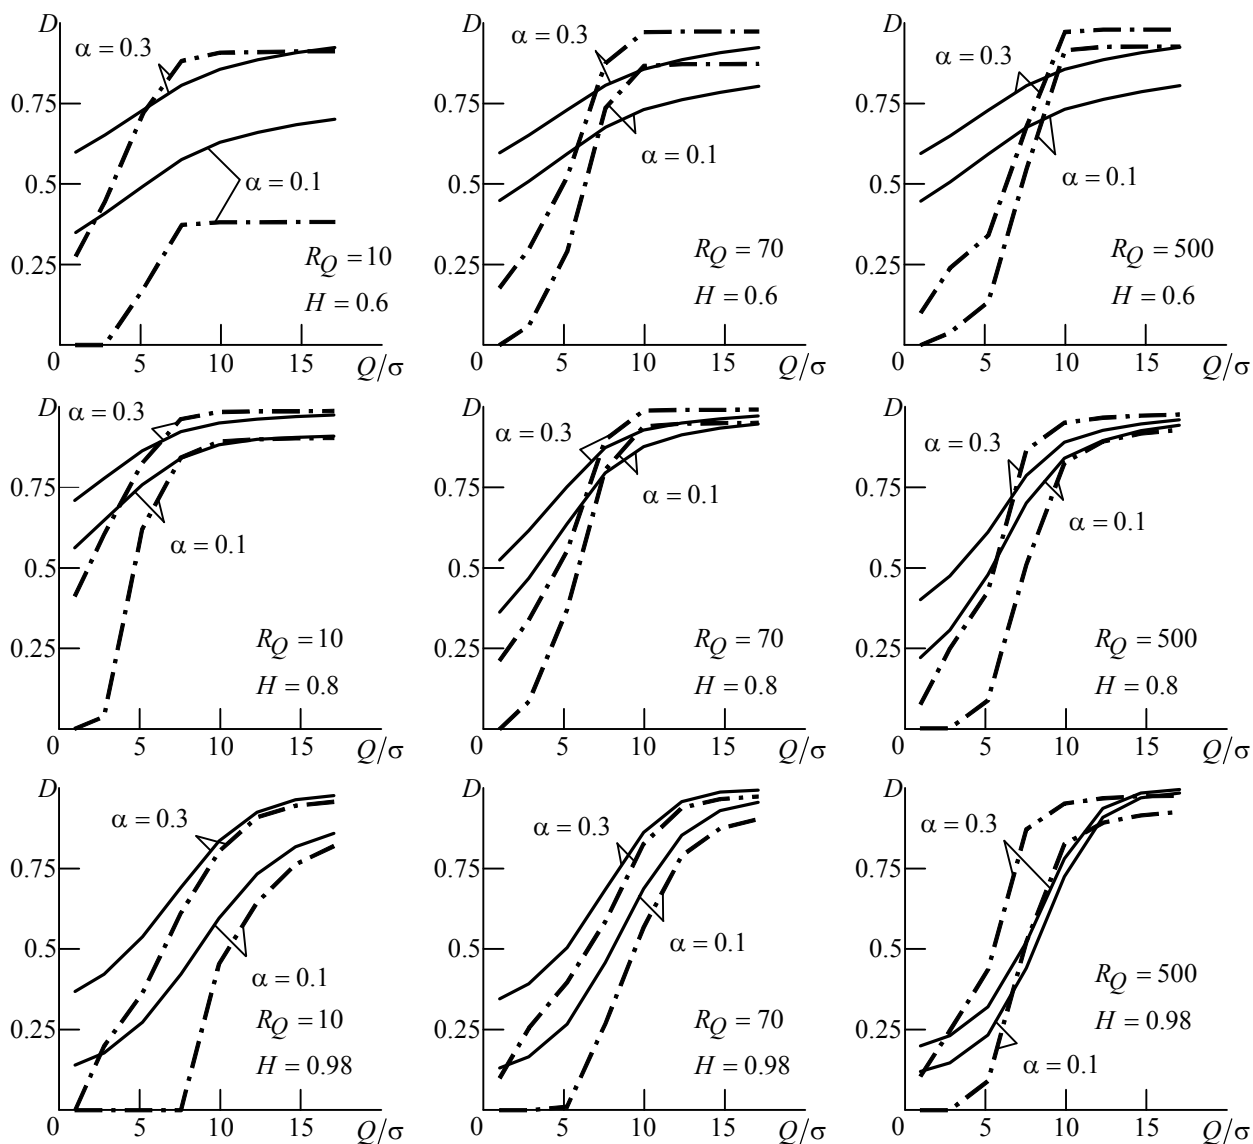 D D D
α = 0.3 α = 0.3 α = 0.3
0.75 0.75 0.75
α = 0.1 α = 0.1 α = 0.1
0.5 0.5 0.5
0.25 R_Q = 10 0.25 R_Q = 70 0.25 R_Q = 500
H = 0.6 H = 0.6 H = 0.6
0 5 10 15 Q/σ 0 5 10 15 Q/σ 0 5 10 15 Q/σ
D D D
α = 0.3 α = 0.3 α = 0.3
0.75 0.75 0.75
α = 0.1 α = 0.1 α = 0.1
0.5 0.5 0.5
0.25 R_Q = 10 0.25 R_Q = 70 0.25 R_Q = 500
H = 0.8 H = 0.8 H = 0.8
0 5 10 15 Q/σ 0 5 10 15 Q/σ 0 5 10 15 Q/σ
D D D
α = 0.3 α = 0.3 α = 0.3
0.75 0.75 0.75
0.5 0.5 0.5
α = 0.1 α = 0.1
0.25 R_Q = 10 0.25 R_Q = 70 0.25 R_Q = 500
H = 0.98 H = 0.98 H = 0.98
α = 0.1
0 5 10 15 Q/σ 0 5 10 15 Q/σ 0 5 10 15 Q/σ